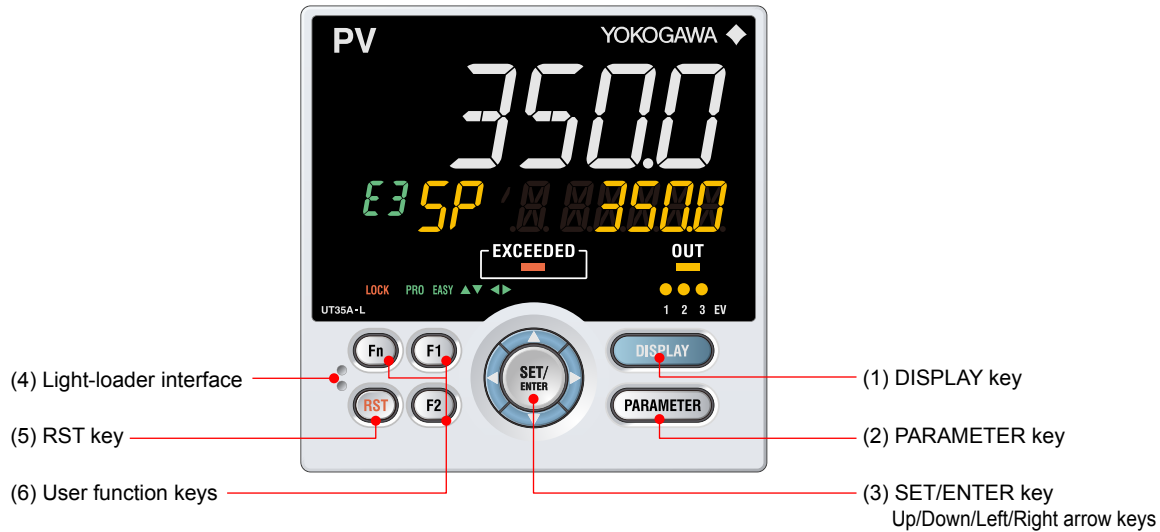 PV
YOKOGAWA
350.0
E3 SP 350.0
EXCEEDED OUT
LOCK PRO EASY ▲▼ ◀▶
UT35A-L 1 2 3 EV
Fn F1 SET/ DISPLAY
ENTER
RST F2 PARAMETER
(4) Light-loader interface
(5) RST key
(6) User function keys
(1) DISPLAY key
(2) PARAMETER key
(3) SET/ENTER key
Up/Down/Left/Right arrow keys